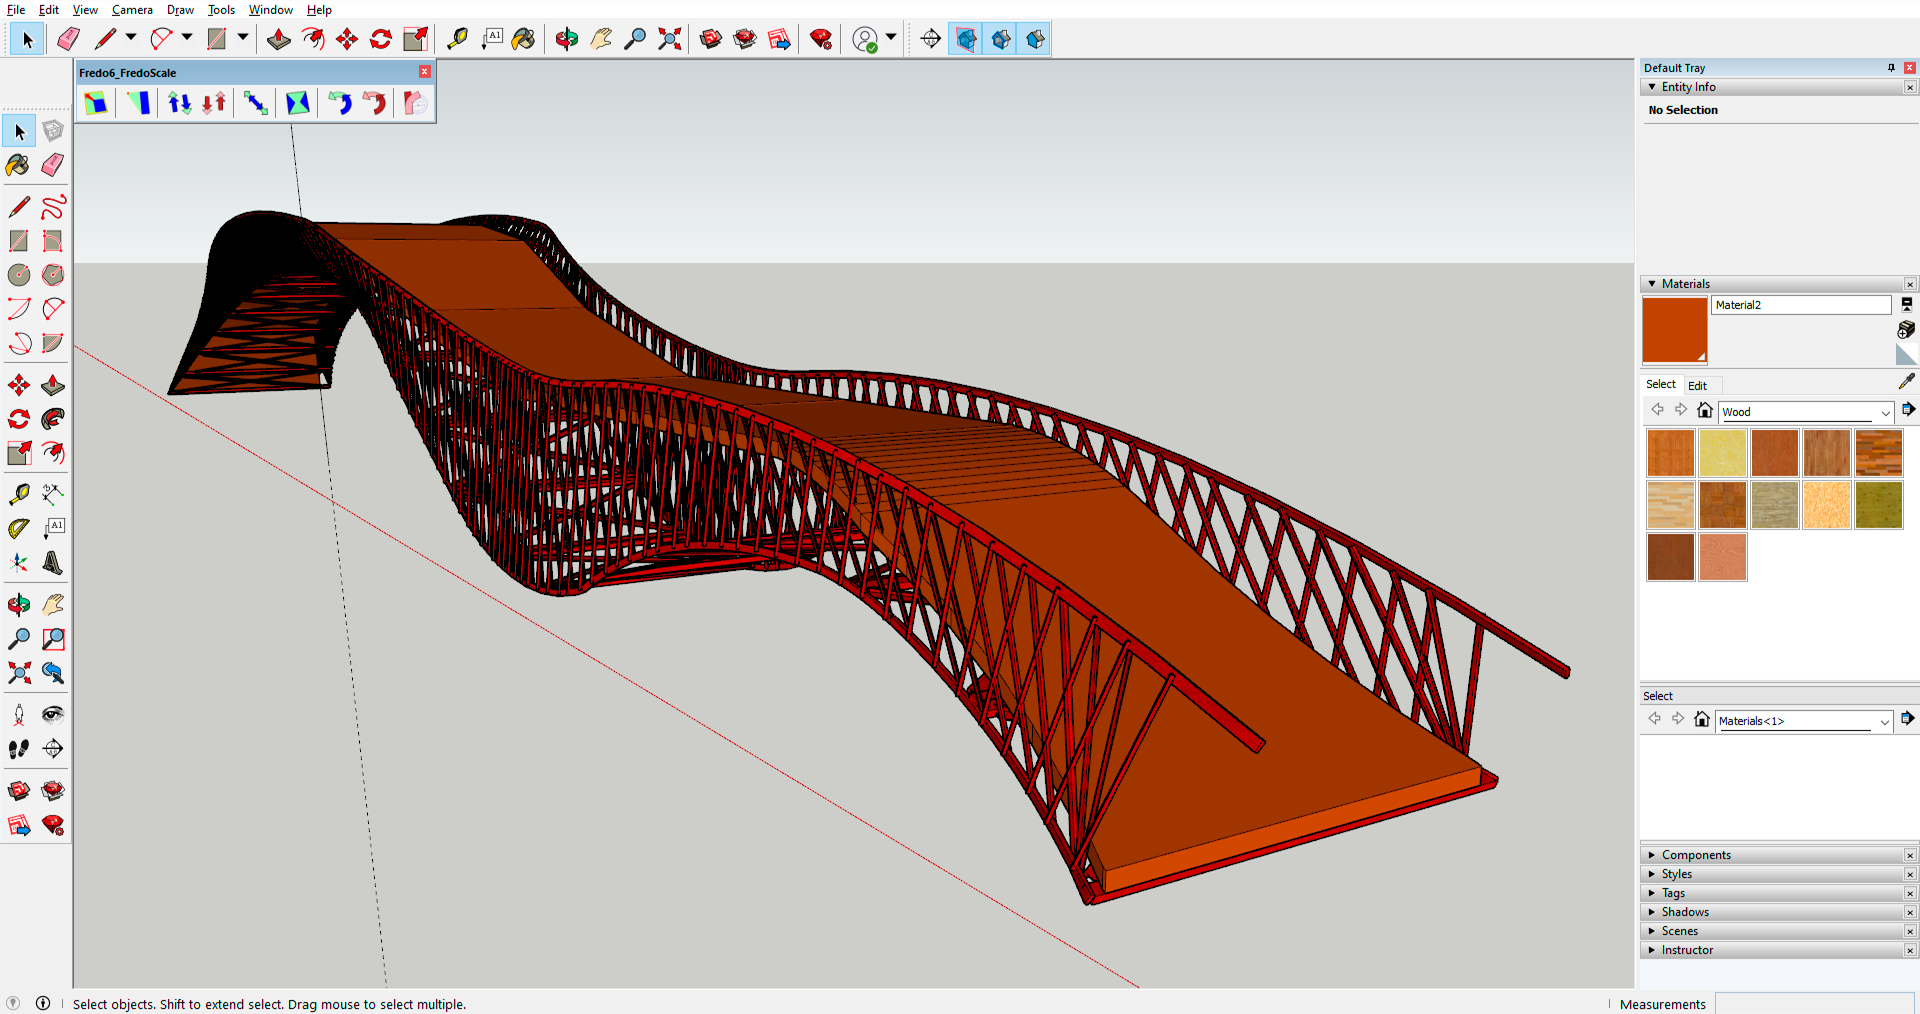 File Edit View Camera Draw Tools Window Help
A1
Fredo6_FredoScale
A1
Default Tray
Entity Info
No Selection
Materials
Material2
Select Edit
Wood
Select
Materials<1>
Components
Styles
Tags
Shadows
Scenes
Instructor
Select objects. Shift to extend select. Drag mouse to select multiple.
Measurements